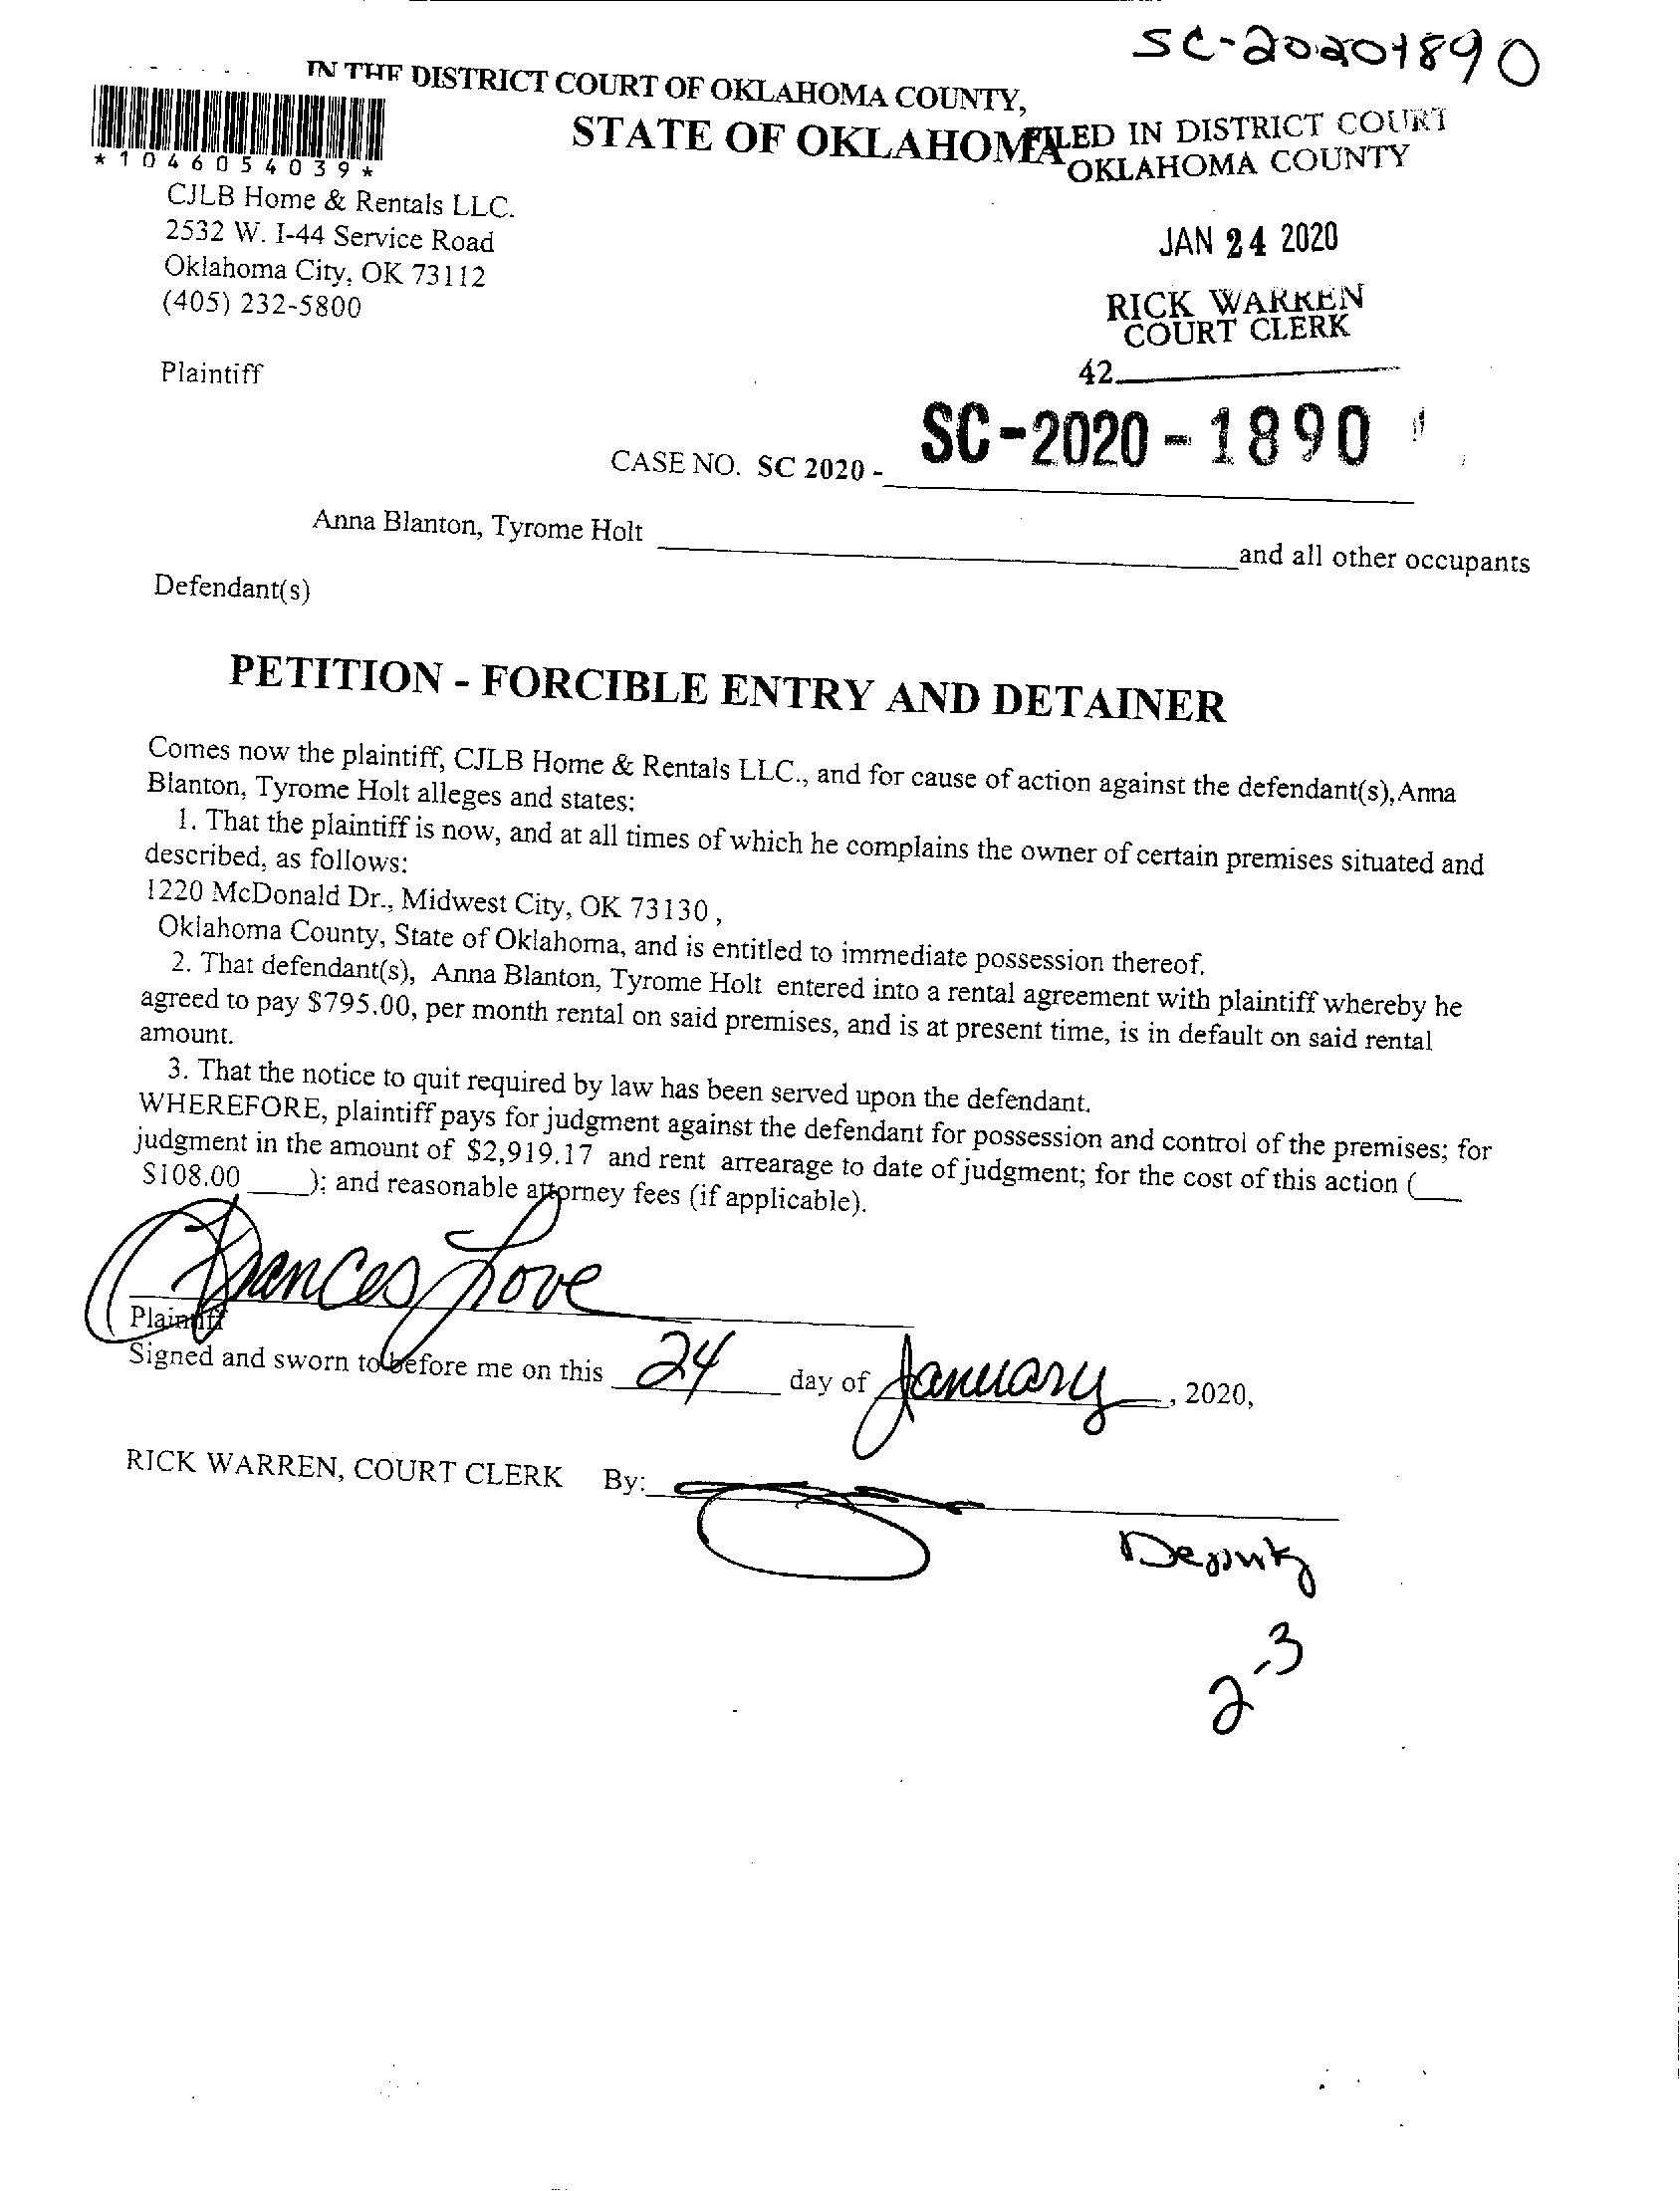 SC-20201890
IN THE DISTRICT COURT OF OKLAHOMA COUNTY,
STATE OF OKLAHOMA
FILED IN DISTRICT COURT
OKLAHOMA COUNTY
*1046054039*
CJLB Home & Rentals LLC.
2532 W. I-44 Service Road
Oklahoma City, OK 73112
(405) 232-5800
JAN 24 2020
RICK WARREN
COURT CLERK
42
Plaintiff
CASE NO. SC 2020 - SC-2020-1890
Anna Blanton, Tyrome Holt and all other occupants
Defendant(s)
PETITION - FORCIBLE ENTRY AND DETAINER
Comes now the plaintiff, CJLB Home & Rentals LLC., and for cause of action against the defendant(s), Anna
Blanton, Tyrome Holt alleges and states:
1. That the plaintiff is now, and at all times of which he complains the owner of certain premises situated and
described, as follows:
1220 McDonald Dr., Midwest City, OK 73130 ,
Oklahoma County, State of Oklahoma, and is entitled to immediate possession thereof.
2. That defendant(s), Anna Blanton, Tyrome Holt entered into a rental agreement with plaintiff whereby he
agreed to pay $795.00, per month rental on said premises, and is at present time, is in default on said rental
amount.
3. That the notice to quit required by law has been served upon the defendant.
WHEREFORE, plaintiff pays for judgment against the defendant for possession and control of the premises; for
judgment in the amount of $2,919.17 and rent arrearage to date of judgment; for the cost of this action (___
$108.00 ____); and reasonable attorney fees (if applicable).
Frances Love
Plaintiff
Signed and sworn to before me on this 24 day of January, 2020,
RICK WARREN, COURT CLERK By:
Deputy
2-3